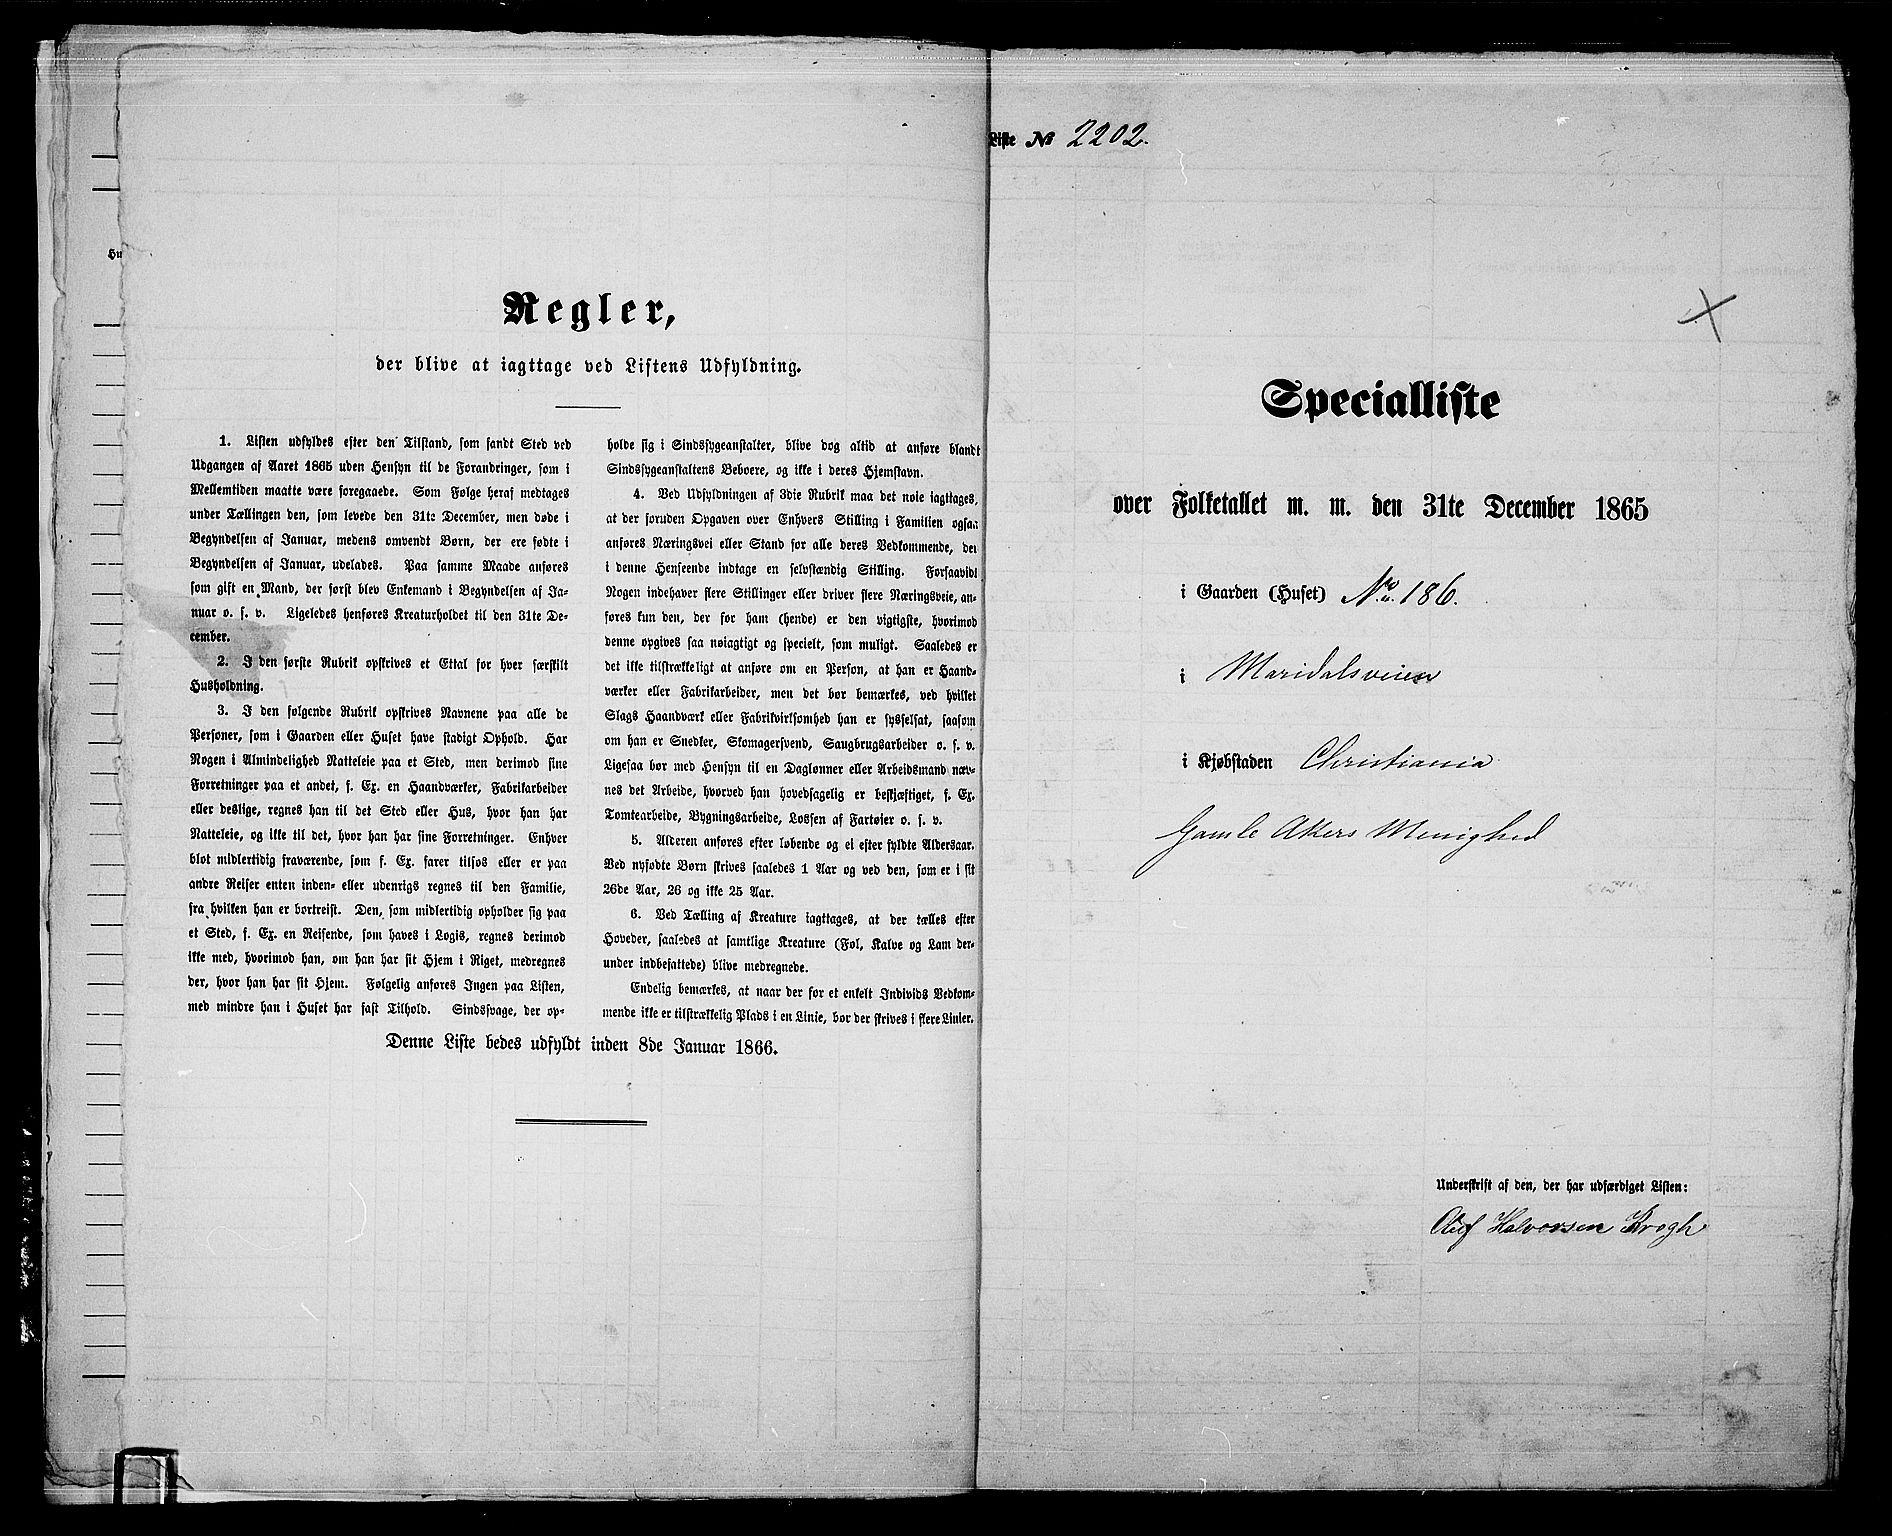 Hu
Regler,
der blive at iagttage ved Listens Udfyldning.
1. Listen udfyldes efter den Tilstand, som fandt Sted ved
Udgangen af Aaret 1865 uden Hensyn til de Forandringer, som i
Mellemtiden maatte være foregaaede. Som Følge heraf medtages
under Tællingen den, som levede den 31te December, men døde i
Begyndelsen af Januar, medens omvendt Børn, der ere fødte i
Begyndelsen af Januar, udelades. Paa samme Maade anføres
som gift en Mand, der først blev Enkemand i Begyndelsen af Ja-
nuar o. s. v. Ligeledes henføres Kreaturholdet til den 31te De-
cember.
2. I den første Rubrik opskrives et Ettal for hver særskilt
Husholdning.
3. I den følgende Rubrik opskrives Navnene paa alle de
Personer, som i Gaarden eller Huset have stadigt Ophold. Har
Nogen i Almindelighed Natteleie paa et Sted, men derimod sine
Forretninger paa et andet, f. Ex. en Haandværker, Fabrikarbeider
eller deslige, regnes han til det Sted eller Hus, hvor han har
Natteleie, og ikke til det, hvor han har sine Forretninger. Enhver
blot midlertidig fraværende, som f. Ex. farer tilsøs eller er paa
andre Reiser enten inden- eller udenrigs regnes til den Familie,
fra hvilken han er bortreist. Den, som midlertidig opholder sig paa
et Sted, f. Ex. en Reisende, som haves i Logis, regnes derimod
ikke med, hvorimod han, om han har sit Hjem i Riget, medregnes
der, hvor han har sit Hjem. Følgelig anføres Ingen paa Listen,
med mindre han i Huset har fast Tilhold. Sindssvage, der op-
holde sig i Sindssygeanstalter, blive dog altid at anføre blandt
Sindssygeanstaltens Beboere, og ikke i deres Hjemstavn.
4. Ved Udfyldningen af 3die Rubrik maa det nøie iagttages,
at der foruden Opgaven over Enhvers Stilling i Familien ogsaa
anføres Næringsvei eller Stand for alle deres Vedkommende, der
i denne Henseende indtage en selvstændig Stilling. Forsaavidt
Nogen indehaver flere Stillinger eller driver flere Næringsveie, an-
føres kun den, der for ham (hende) er den vigtigste, hvorimod
denne opgives saa nøiagtigt og specielt, som muligt. Saaledes er
det ikke tilstrækkeligt at anføre om en Person, at han er Haand-
værker eller Fabrikarbeider, men det bør bemærkes, ved hvilket
Slags Haandværk eller Fabrikvirksomhed han er sysselsat, saasom
om han er Snedker, Skomagersvend, Saugbrugsarbeider o. s. v.
Ligesaa bør med Hensyn til en Daglønner eller Arbeidsmand næv-
nes det Arbeide, hvorved han hovedsagelig er beskjæftiget, f. Ex.
Tomtearbeide, Bygningsarbeide, Lossen af Fartøier o. s. v.
5. Alderen anføres efter løbende og ei efter fyldte Aldersaar.
Ved nyfødte Børn skrives saaledes 1 Aar og ved den, som er i sit
26de Aar, 26 og ikke 25 Aar.
6. Ved Tælling af Kreature iagttages, at der tælles efter
Hoveder, saaledes at samtlige Kreature (Føl, Kalve og Lam der-
under indbefattede) blive medregnede.
Endelig bemærkes, at naar der for et enkelt Individs Vedkom-
mende ikke er tilstrækkelig Plads i en Linie, bør der skrives i flere Linier.
Denne Liste bedes udfyldt inden 8de Januar 1866.
Liste No 2202.
Specialliste
over Folketallet m. m. den 31te December 1865
i Gaarden (Huset) No. 186.
i Maridalsveien
i Kjøbstaden Christiania
Gamle Akers Menighed
Underskrift af den, der har udfærdiget Listen:
Oluf Halvorsen Krogh